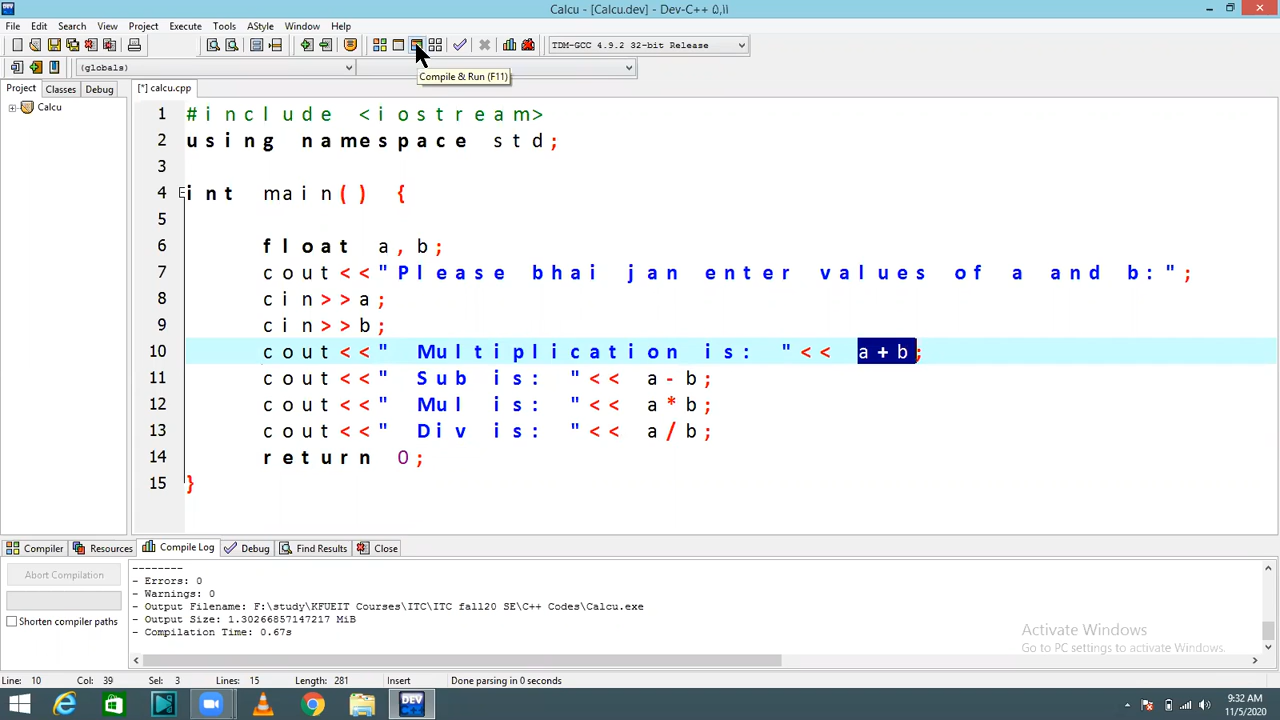 Calcu - [Calcu.dev] - Dev-C++ ۵,۱۱
File Edit Search View Project Execute Tools AStyle Window Help
TDM-GCC 4.9.2 32-bit Release
(globals)
Compile & Run (F11)
Project Classes Debug
[*] calcu.cpp
Calcu
1 #include <iostream>
2 using namespace std;
3
4 int main() {
5
6 float a,b;
7 cout<<"Please bhai jan enter values of a and b:";
8 cin>>a;
9 cin>>b;
10 cout<<" Multiplication is: "<< a+b;
11 cout<<" Sub is: "<< a-b;
12 cout<<" Mul is: "<< a*b;
13 cout<<" Div is: "<< a/b;
14 return 0;
15 }
Compiler Resources Compile Log Debug Find Results Close
Abort Compilation
Shorten compiler paths
--------
- Errors: 0
- Warnings: 0
- Output Filename: F:\study\KFUEIT Courses\ITC\ITC fall20 SE\C++ Codes\Calcu.exe
- Output Size: 1.30266857147217 MiB
- Compilation Time: 0.67s
Activate Windows
Go to PC settings to activate Windows.
Line: 10 Col: 39 Sel: 3 Lines: 15 Length: 281 Insert Done parsing in 0 seconds
DEV
9:32 AM
11/5/2020